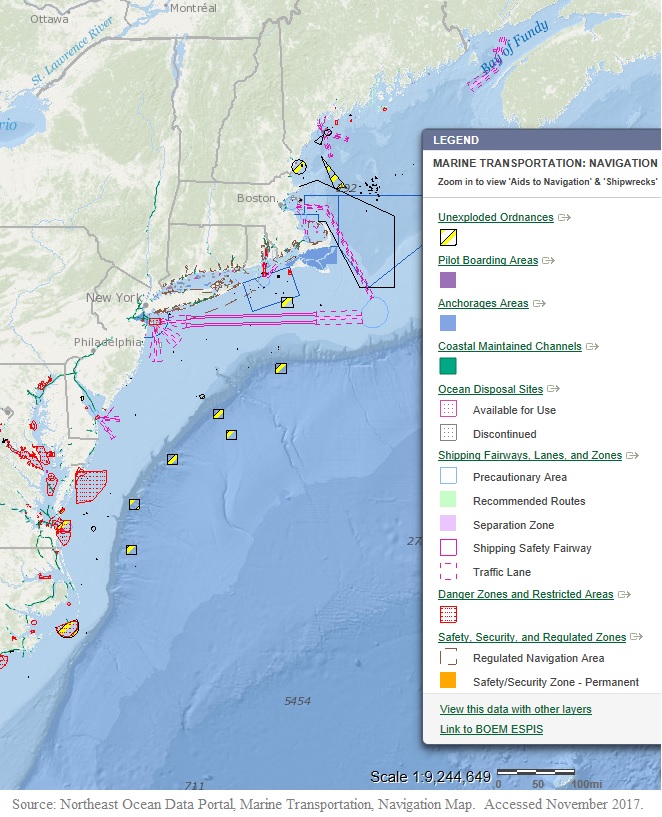 Ottawa
Montréal
St. Lawrence River
Bay of Fundy
rio
LEGEND
MARINE TRANSPORTATION: NAVIGATION
Zoom in to view 'Aids to Navigation' & 'Shipwrecks'
92
Boston
Unexploded Ordnances
Pilot Boarding Areas
New York
Anchorages Areas
Philadelphia
Coastal Maintained Channels
Ocean Disposal Sites
Available for Use
Discontinued
Shipping Fairways, Lanes, and Zones
Precautionary Area
Recommended Routes
Separation Zone
27
Shipping Safety Fairway
Traffic Lane
Danger Zones and Restricted Areas
Safety, Security, and Regulated Zones
Regulated Navigation Area
Safety/Security Zone - Permanent
5454
View this data with other layers
Link to BOEM ESPIS
Scale 1:9,244,649
711
0 50 100mi
Source: Northeast Ocean Data Portal, Marine Transportation, Navigation Map. Accessed November 2017.